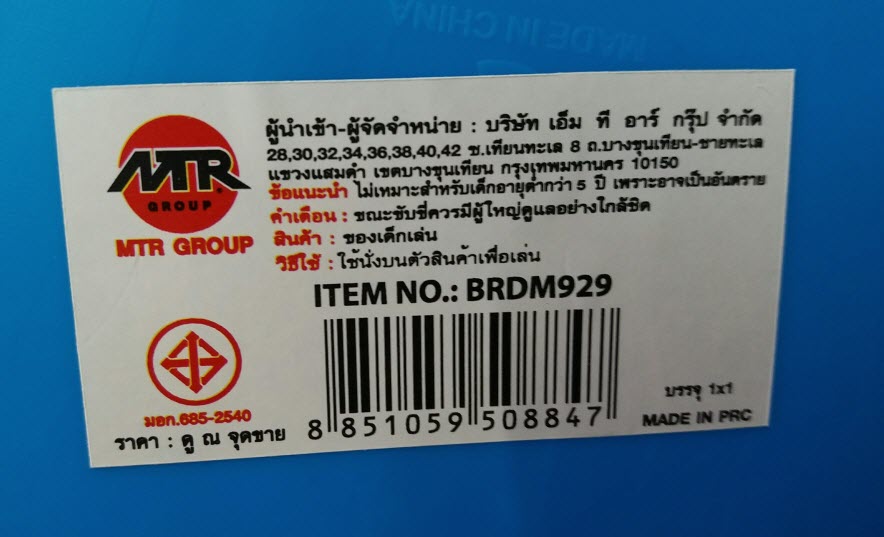 MADE IN CHINA
MTR
GROUP
MTR GROUP
ผู้นำเข้า-ผู้จัดจำหน่าย : บริษัท เอ็ม ที อาร์ กรุ๊ป จำกัด
28,30,32,34,36,38,40,42 ซ.เทียนทะเล 8 ถ.บางขุนเทียน-ชายทะเล
แขวงแสมดำ เขตบางขุนเทียน กรุงเทพมหานคร 10150
ข้อแนะนำ ไม่เหมาะสำหรับเด็กอายุต่ำกว่า 5 ปี เพราะอาจเป็นอันตราย
คำเตือน : ขณะขับขี่ควรมีผู้ใหญ่ดูแลอย่างใกล้ชิด
สินค้า : ของเด็กเล่น
วิธีใช้ : ใช้นั่งบนตัวสินค้าเพื่อเล่น
ITEM NO.: BRDM929
มอก.685-2540
ราคา : ดู ณ จุดขาย
8 851059 508847
บรรจุ 1x1
MADE IN PRC